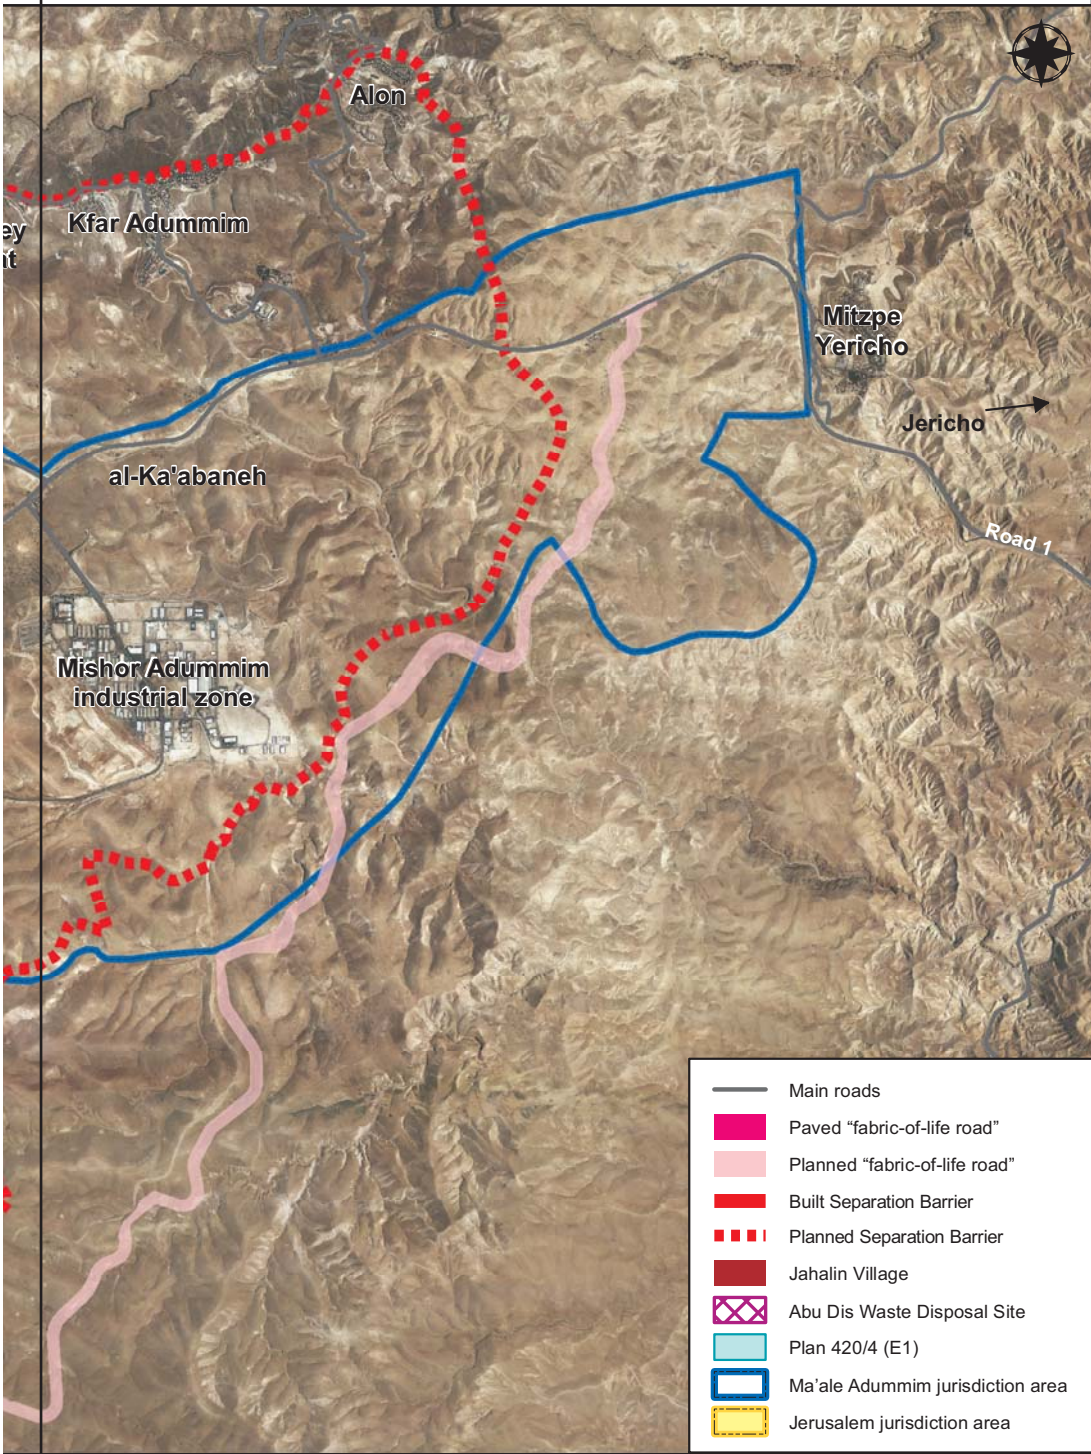 Alon
Kfar Adummim
ey
nt
Mitzpe
Yericho
Jericho
al-Ka'abaneh
Road 1
Mishor Adummim
industrial zone
Main roads
Paved “fabric-of-life road”
Planned “fabric-of-life road”
Built Separation Barrier
Planned Separation Barrier
Jahalin Village
Abu Dis Waste Disposal Site
Plan 420/4 (E1)
Ma’ale Adummim jurisdiction area
Jerusalem jurisdiction area